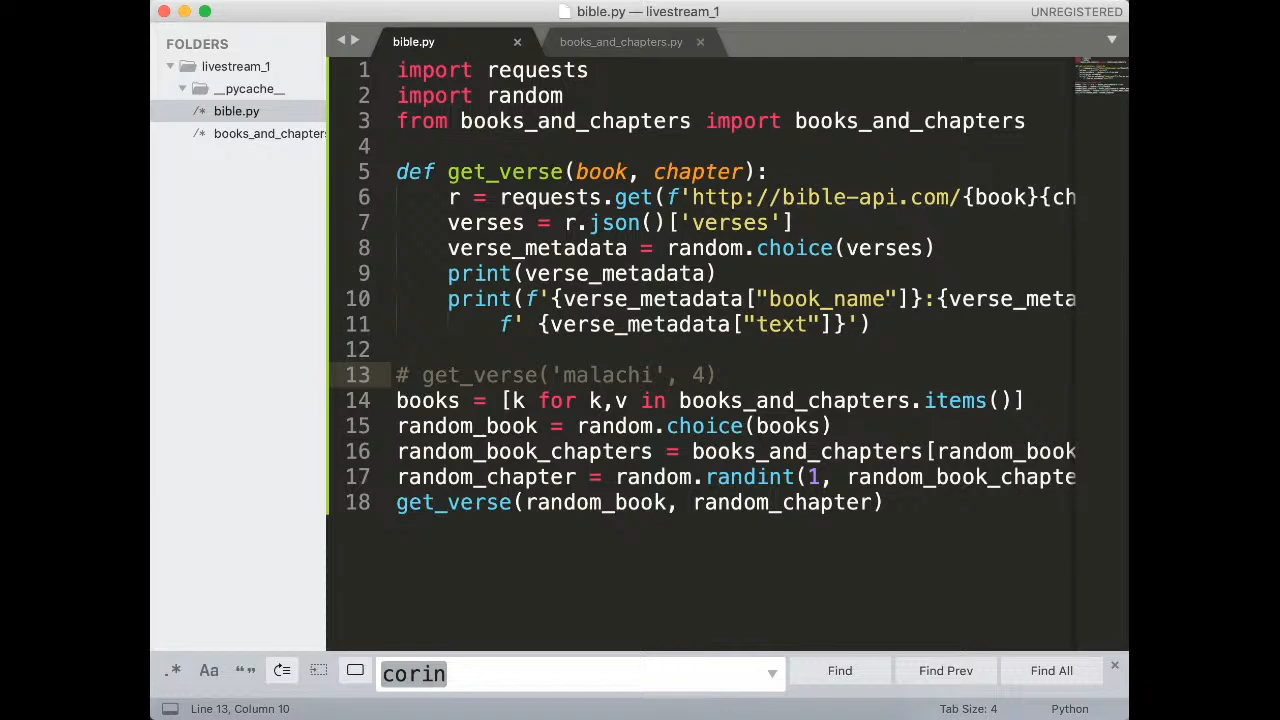 bible.py — livestream_1
UNREGISTERED
FOLDERS
livestream_1
__pycache__
/* bible.py
/* books_and_chapters
bible.py ×
books_and_chapters.py ×
1 import requests
2 import random
3 from books_and_chapters import books_and_chapters
4
5 def get_verse(book, chapter):
6 r = requests.get(f'http://bible-api.com/{book}{ch
7 verses = r.json()['verses']
8 verse_metadata = random.choice(verses)
9 print(verse_metadata)
10 print(f'{verse_metadata["book_name"]}:{verse_meta
11 f' {verse_metadata["text"]}')
12
13 # get_verse('malachi', 4)
14 books = [k for k,v in books_and_chapters.items()]
15 random_book = random.choice(books)
16 random_book_chapters = books_and_chapters[random_book
17 random_chapter = random.randint(1, random_book_chapte
18 get_verse(random_book, random_chapter)
.* Aa “” corin Find Find Prev Find All ×
Line 13, Column 10
Tab Size: 4
Python